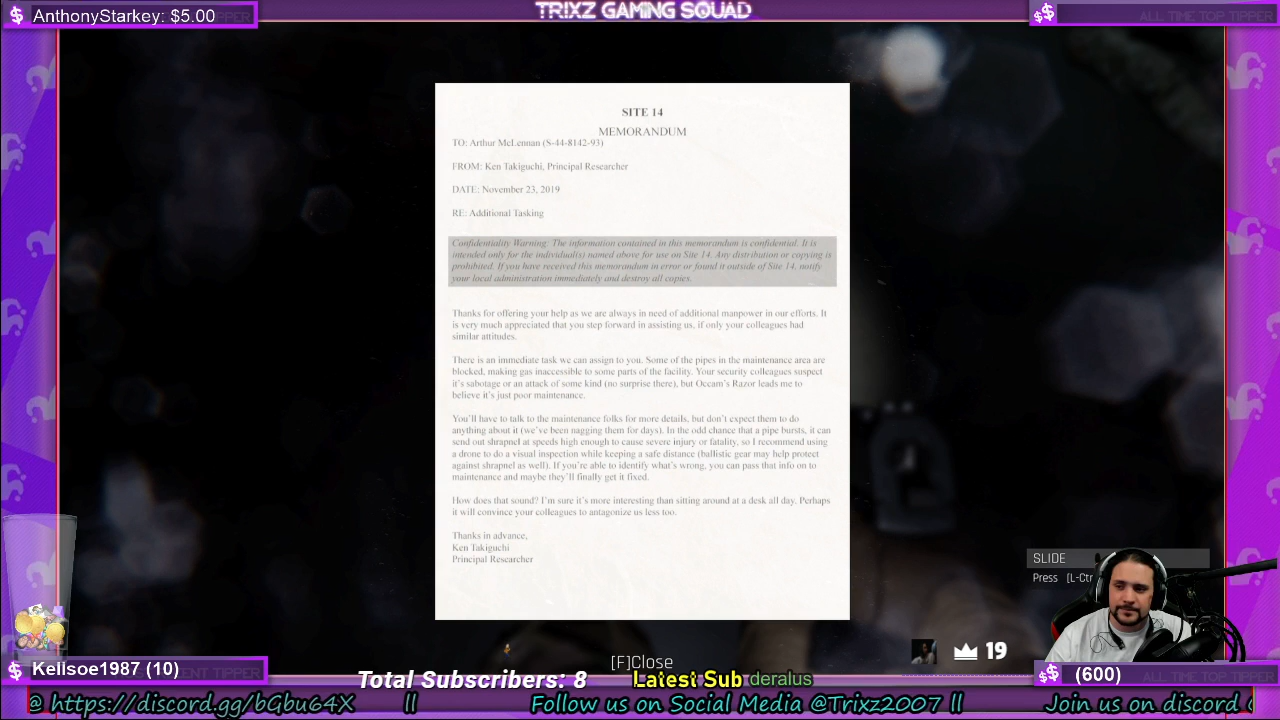 AnthonyStarkey: $5.00
TRIXZ GAMING SQUAD
ALL TIME TOP TIPPER
SITE 14
MEMORANDUM
TO: Arthur McLennan (S-44-8142-93)
FROM: Ken Takiguchi, Principal Researcher
DATE: November 23, 2019
RE: Additional Tasking
Confidentiality Warning: The information contained in this memorandum is confidential. It is
intended only for the individual(s) named above for use on Site 14. Any distribution or copying is
prohibited. If you have received this memorandum in error or found it outside of Site 14, notify
your local administration immediately and destroy all copies.
Thanks for offering your help as we are always in need of additional manpower in our efforts. It
is very much appreciated that you step forward in assisting us, if only your colleagues had
similar attitudes.
There is an immediate task we can assign to you. Some of the pipes in the maintenance area are
blocked, making gas inaccessible to some parts of the facility. Your security colleagues suspect
it's sabotage or an attack of some kind (no surprise there), but Occam's Razor leads me to
believe it's just poor maintenance.
You'll have to talk to the maintenance folks for more details, but don't expect them to do
anything about it (we've been nagging them for days). In the odd chance that a pipe bursts, it can
send out shrapnel at speeds high enough to cause severe injury or fatality, so I recommend using
a drone to do a visual inspection while keeping a safe distance (ballistic gear may help protect
against shrapnel as well). If you're able to identify what's wrong, you can pass that info on to
maintenance and maybe they'll finally get it fixed.
How does that sound? I'm sure it's more interesting than sitting around at a desk all day. Perhaps
it will convince your colleagues to antagonize us less too.
Thanks in advance,
Ken Takiguchi
Principal Researcher
SLIDE
Press [L-Ctr
19
[F]Close
Kellsoe1987 (10)
Total Subscribers: 8
Latest Sub deralus
(600)
ALL TIME TOP TIPPER
@ https://discord.gg/bGbu64X || Follow us on Social Media @Trixz2007 || Join us on discord